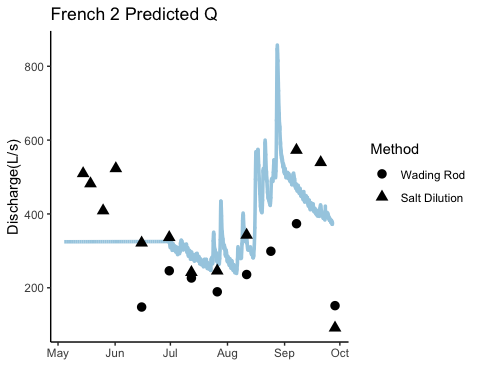 French 2 Predicted Q
Discharge(L/s)
800
600
400
200
May Jun Jul Aug Sep Oct
Method
Wading Rod
Salt Dilution